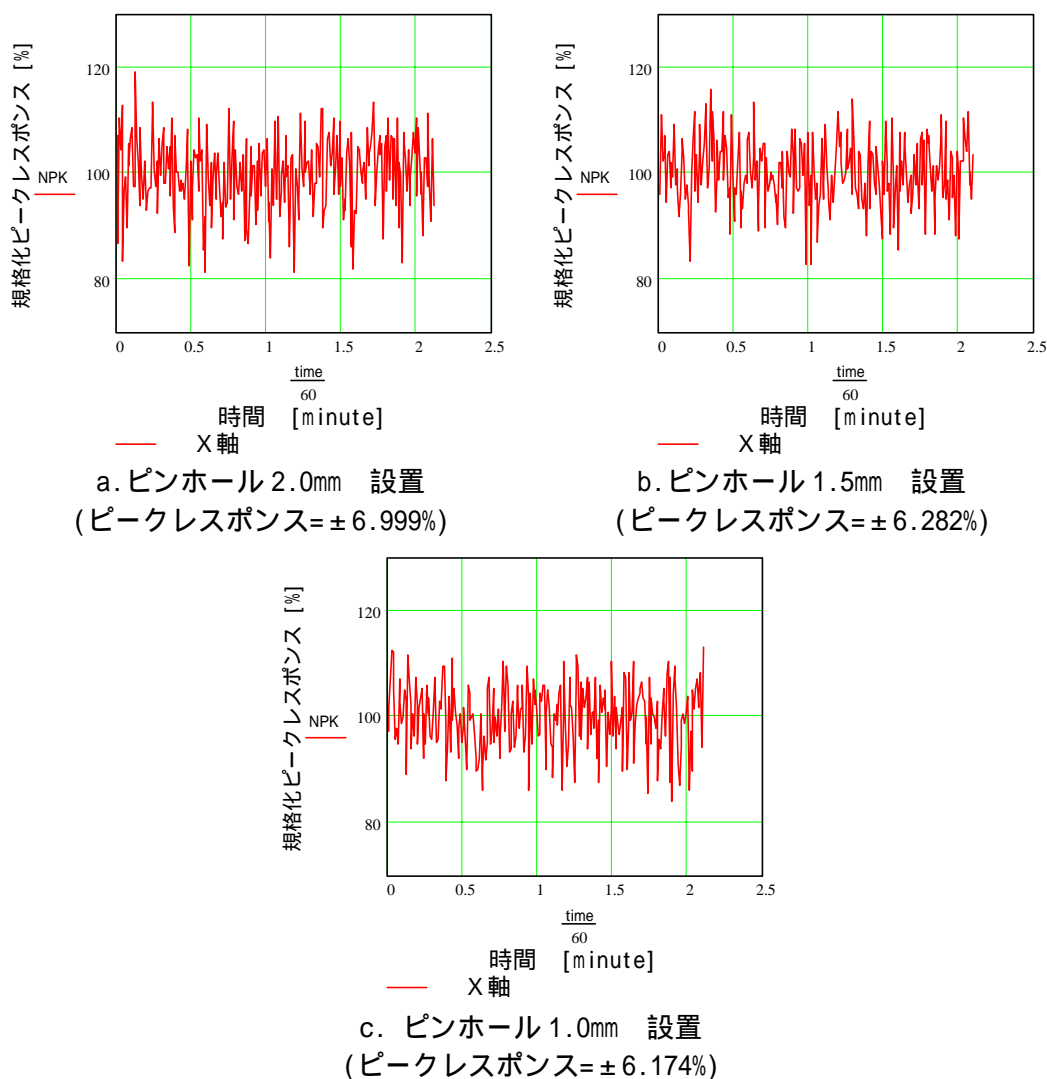 規格化ピークレスポンス [%]
120
100
80
NPK
0 0.5 1 1.5 2 2.5
time
60
時間 [minute]
X軸
a.ピンホール2.0mm 設置
(ピークレスポンス=±6.999%)
規格化ピークレスポンス [%]
120
100
80
NPK
0 0.5 1 1.5 2 2.5
time
60
時間 [minute]
X軸
b.ピンホール1.5mm 設置
(ピークレスポンス=±6.282%)
規格化ピークレスポンス [%]
120
100
80
NPK
0 0.5 1 1.5 2 2.5
time
60
時間 [minute]
X軸
c. ピンホール1.0mm 設置
(ピークレスポンス=±6.174%)